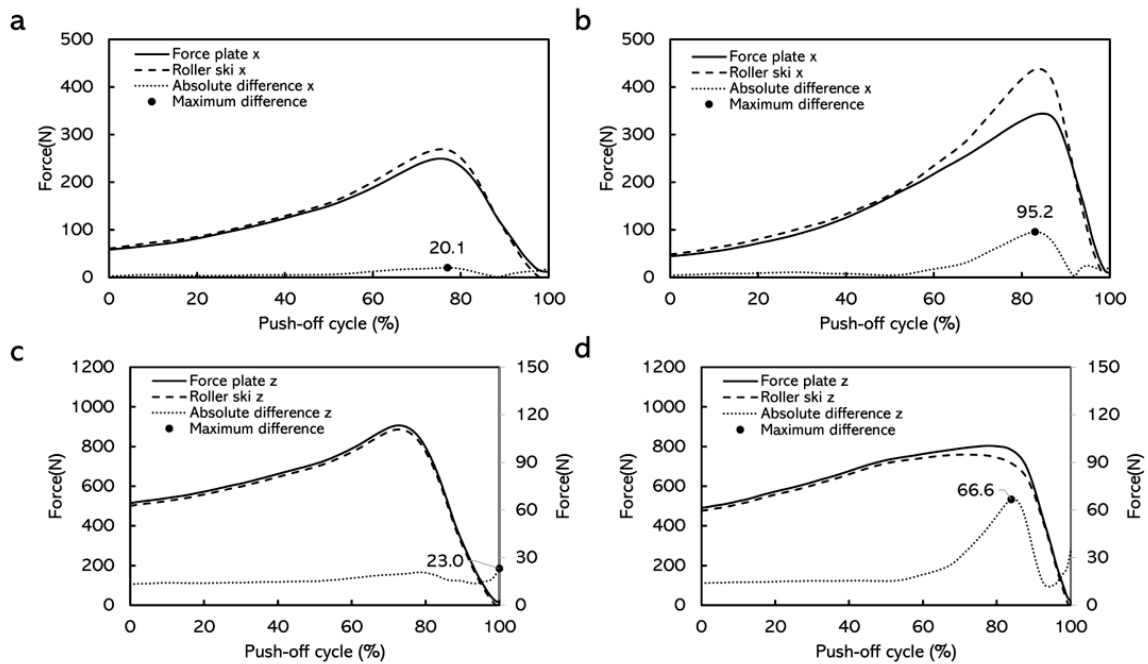 a
500
400
300
200
100
0
Force(N)
Force plate x
Roller ski x
Absolute difference x
Maximum difference
20.1
0 20 40 60 80 100
Push-off cycle (%)
b
500
400
300
200
100
0
Force(N)
Force plate x
Roller ski x
Absolute difference x
Maximum difference
95.2
0 20 40 60 80 100
Push-off cycle (%)
c
1200
1000
800
600
400
200
0
Force(N)
Force plate z
Roller ski z
Absolute difference z
Maximum difference
23.0
150
120
90
60
30
0
Force(N)
0 20 40 60 80 100
Push-off cycle (%)
d
1200
1000
800
600
400
200
0
Force(N)
Force plate z
Roller ski z
Absolute difference z
Maximum difference
66.6
150
120
90
60
30
0
Force(N)
0 20 40 60 80 100
Push-off cycle (%)